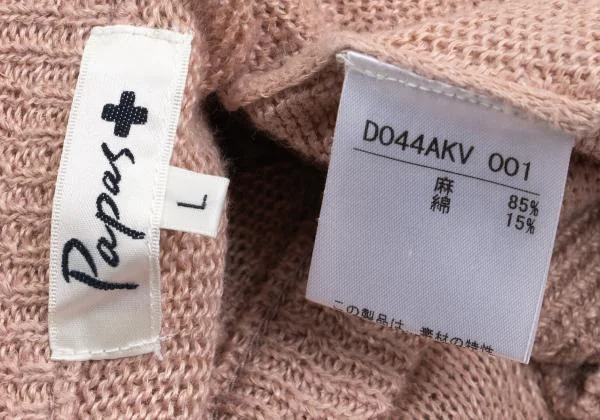 Papas+
L
D044AKV 001
麻 85%
綿 15%
この製品は、素材の特性